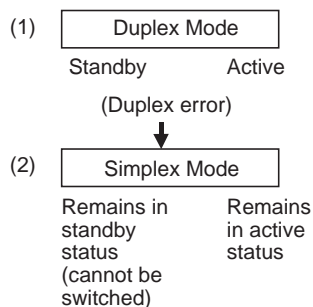 (1) Duplex Mode
Standby Active
(Duplex error)
(2) Simplex Mode
Remains in
standby
status
(cannot be
switched)
Remains
in active
status